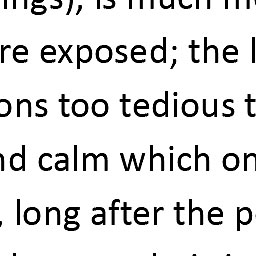 ings), is much m
re exposed; the
ons too tedious t
nd calm which on
, long after the p